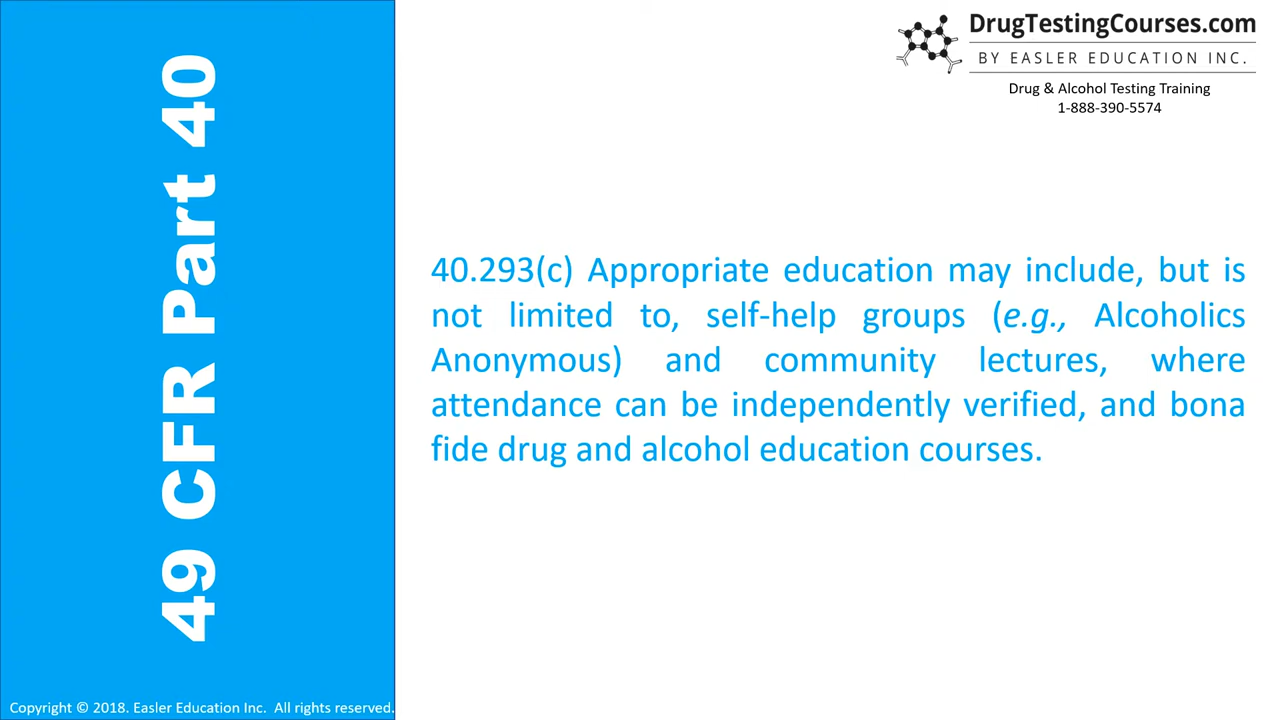 49 CFR Part 40
DrugTestingCourses.com
BY EASLER EDUCATION INC.
Drug & Alcohol Testing Training
1-888-390-5574
40.293(c) Appropriate education may include, but is
not limited to, self-help groups (e.g., Alcoholics
Anonymous) and community lectures, where
attendance can be independently verified, and bona
fide drug and alcohol education courses.
Copyright © 2018. Easler Education Inc. All rights reserved.